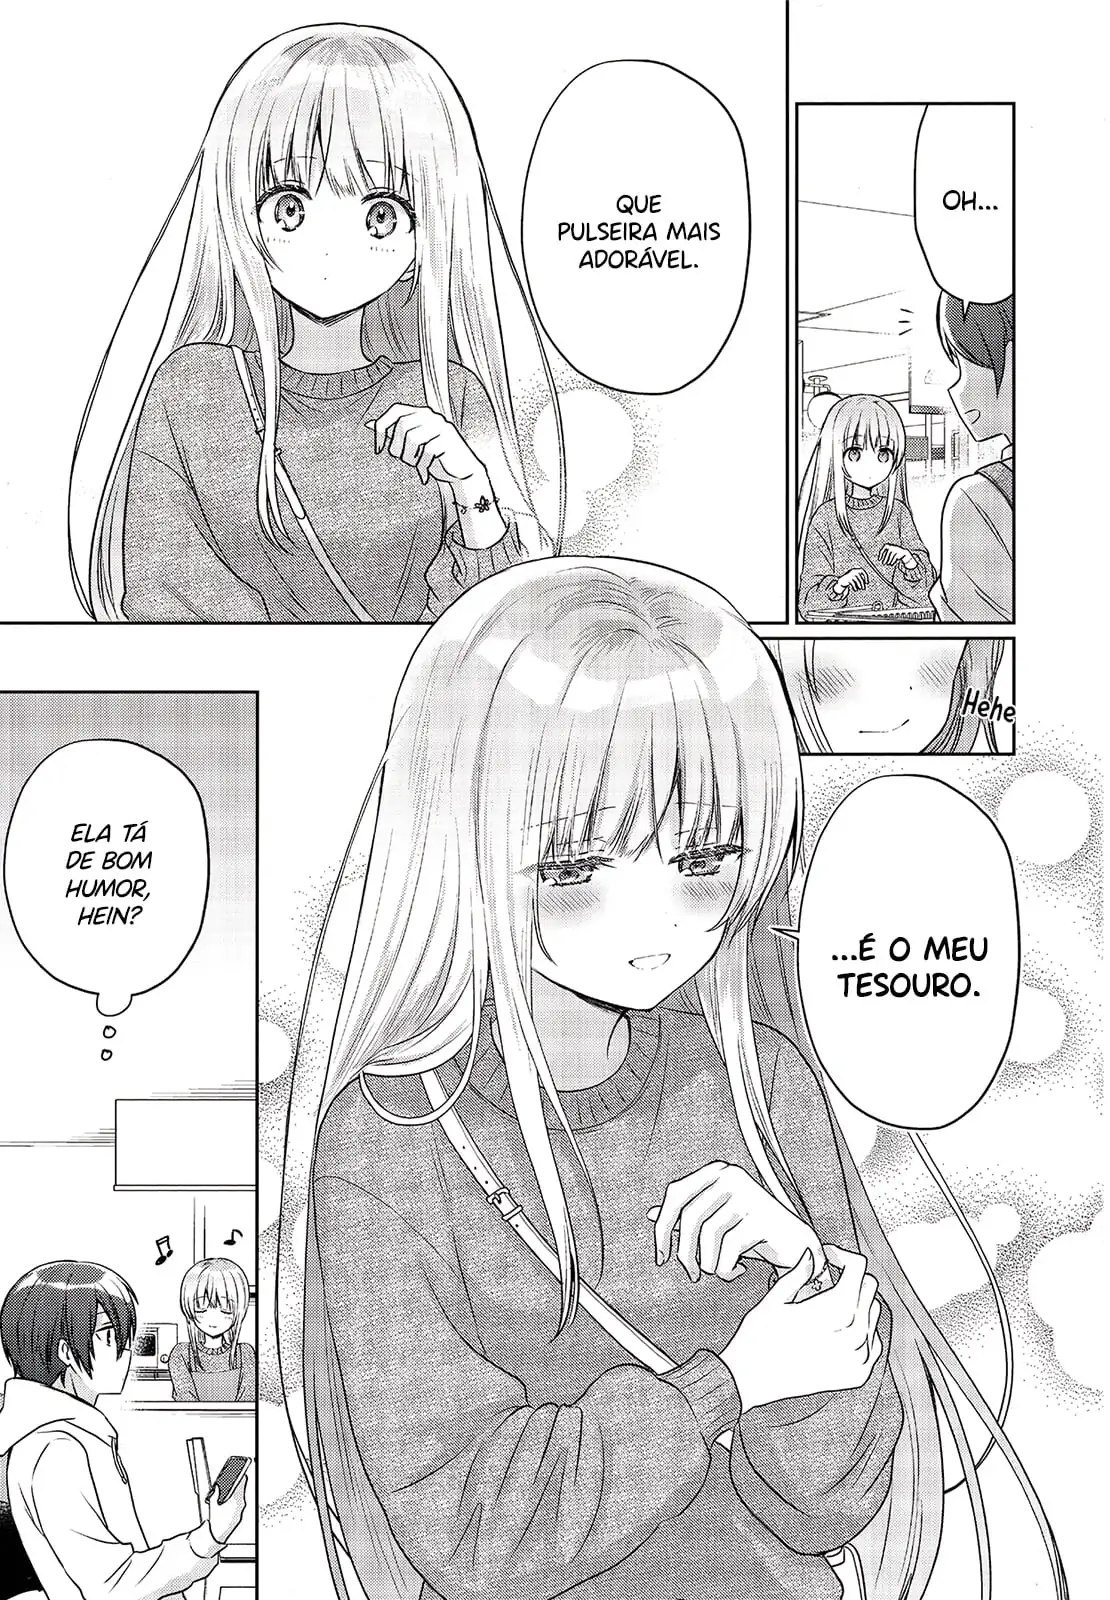 OH...
QUE
PULSEIRA MAIS
ADORÁVEL.
Hehe
...É O MEU
TESOURO.
ELA TÁ
DE BOM
HUMOR,
HEIN?